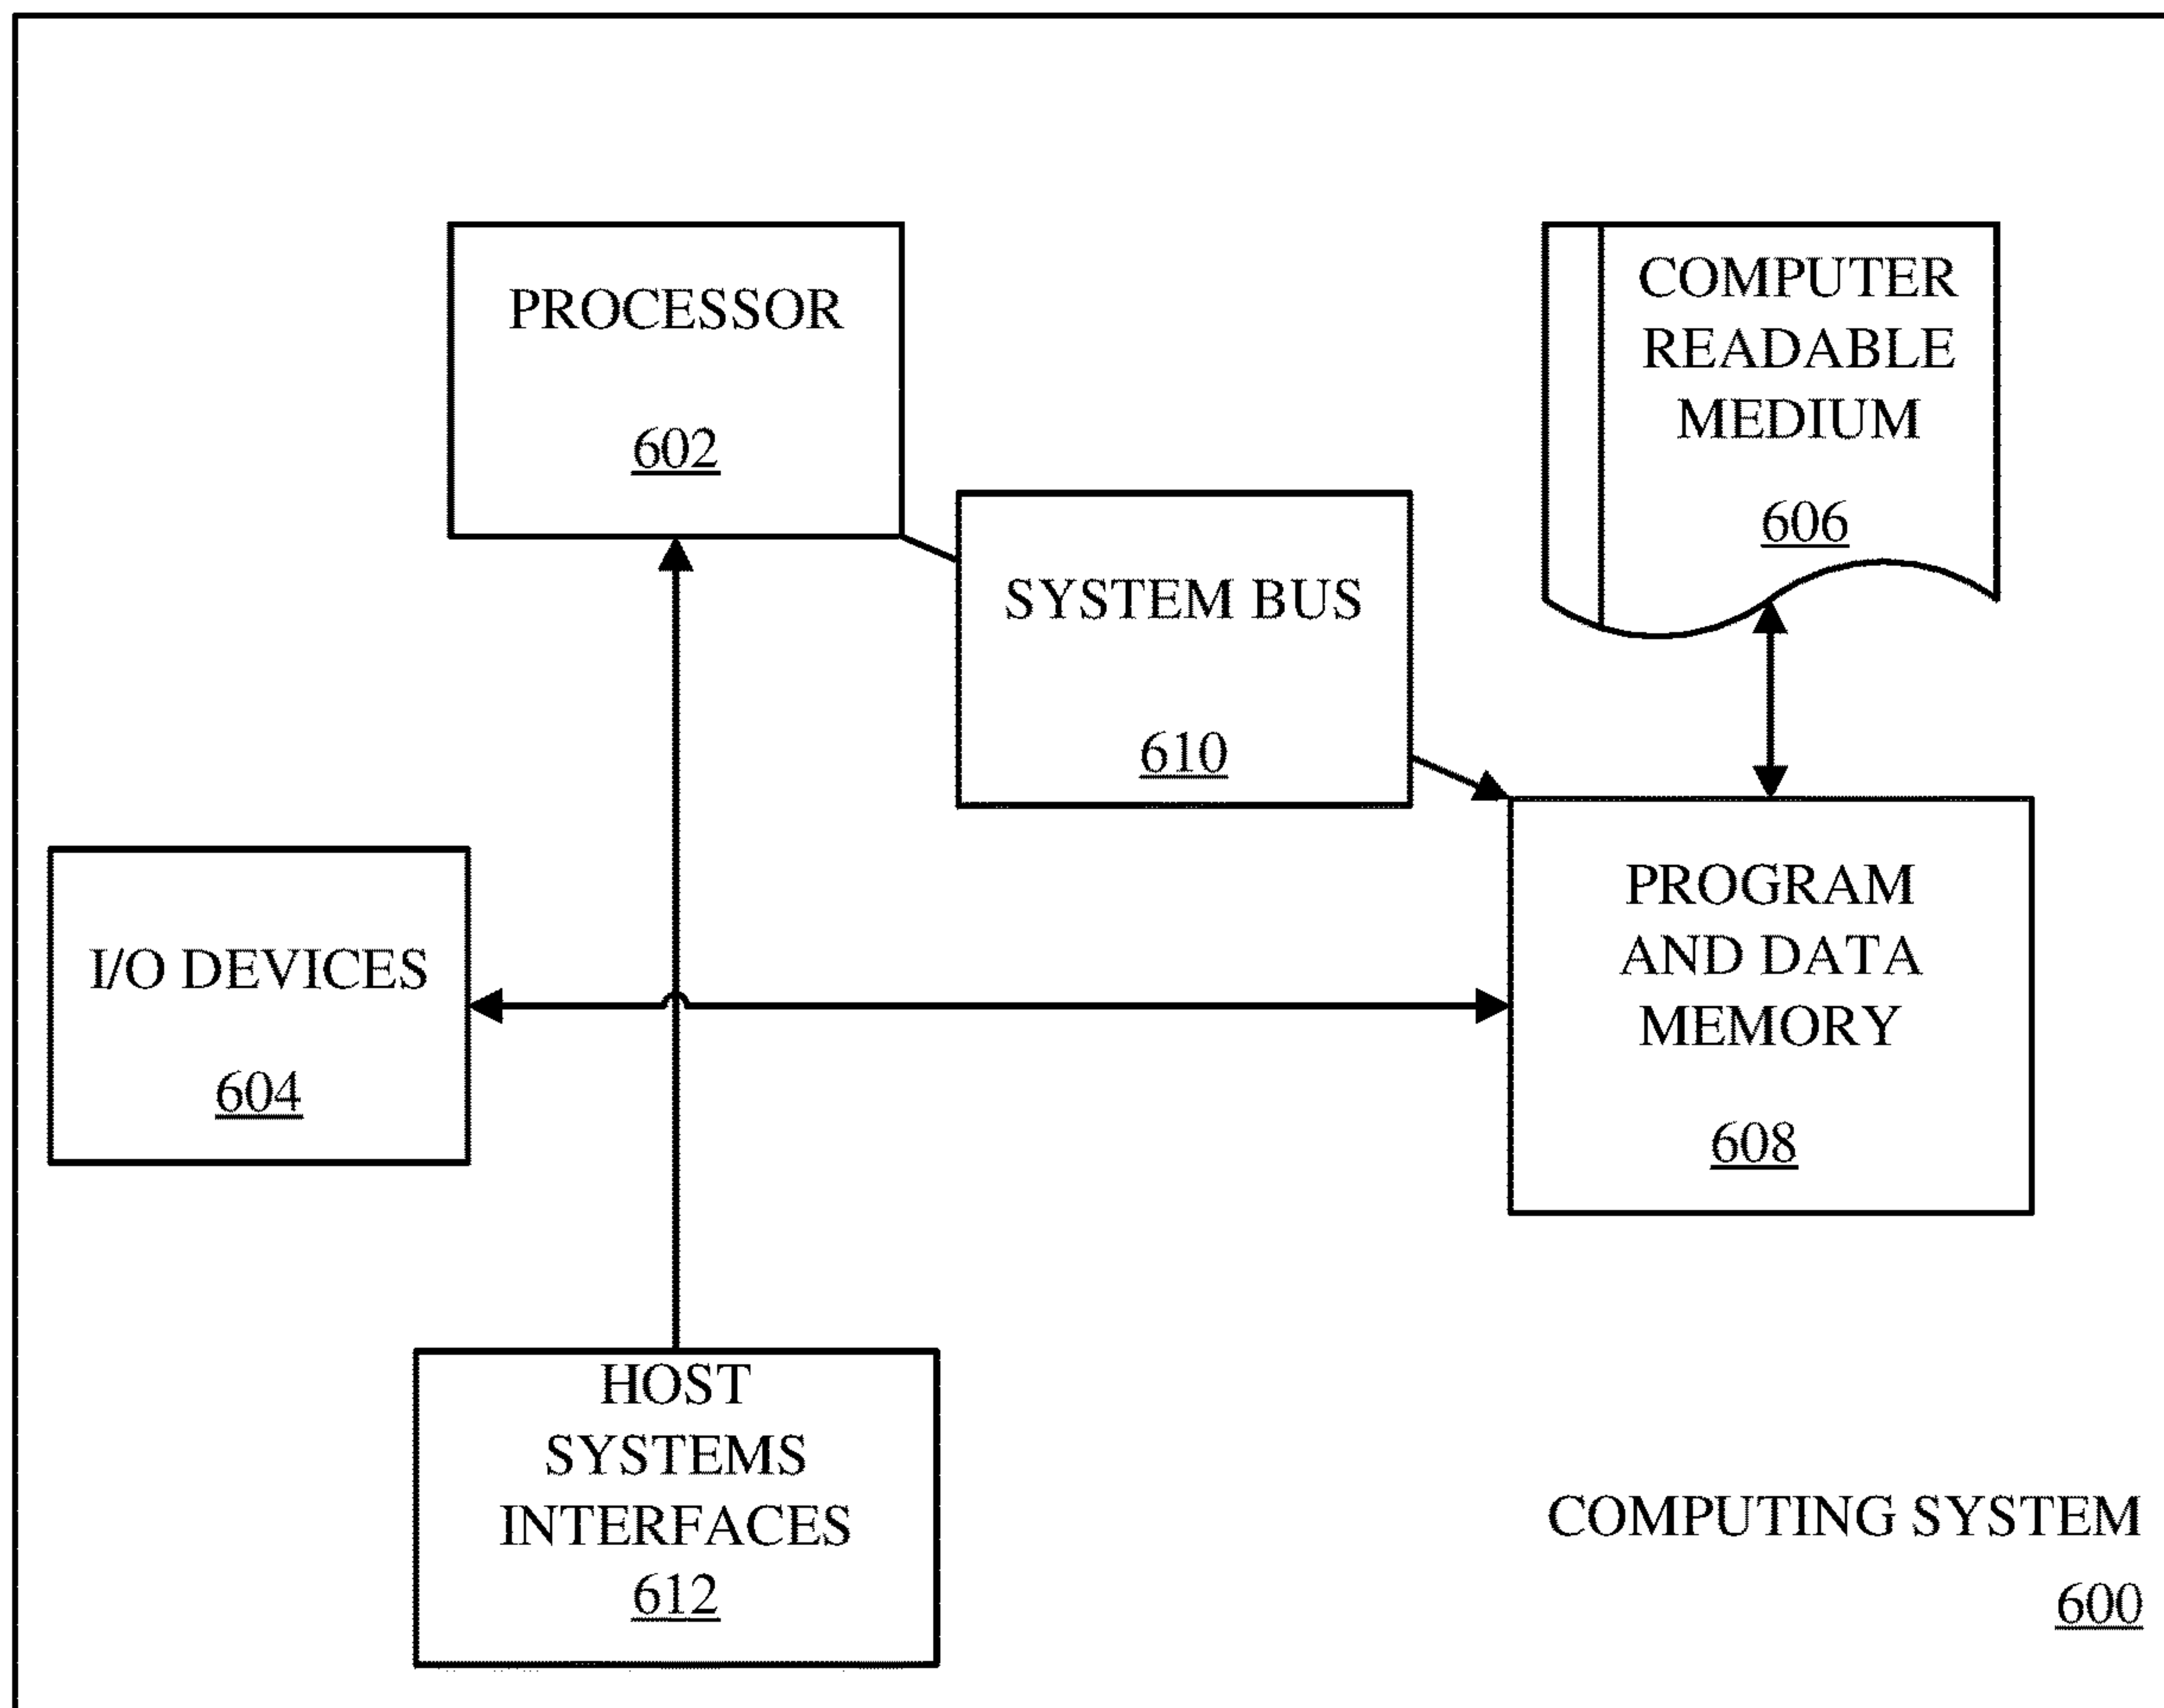 PROCESSOR
602
COMPUTER
READABLE
MEDIUM
606
SYSTEM BUS
610
I/O DEVICES
604
PROGRAM
AND DATA
MEMORY
608
HOST
SYSTEMS
INTERFACES
612
COMPUTING SYSTEM
600